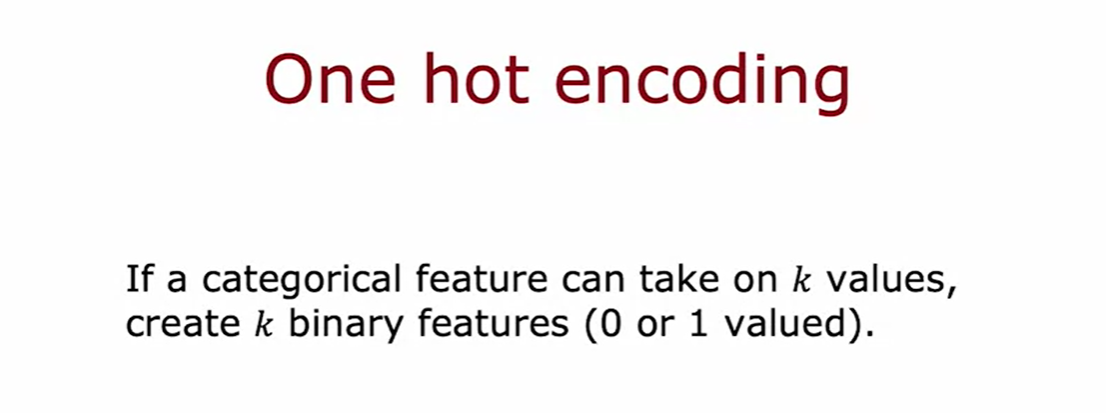 One hot encoding
If a categorical feature can take on k values,
create k binary features (0 or 1 valued).